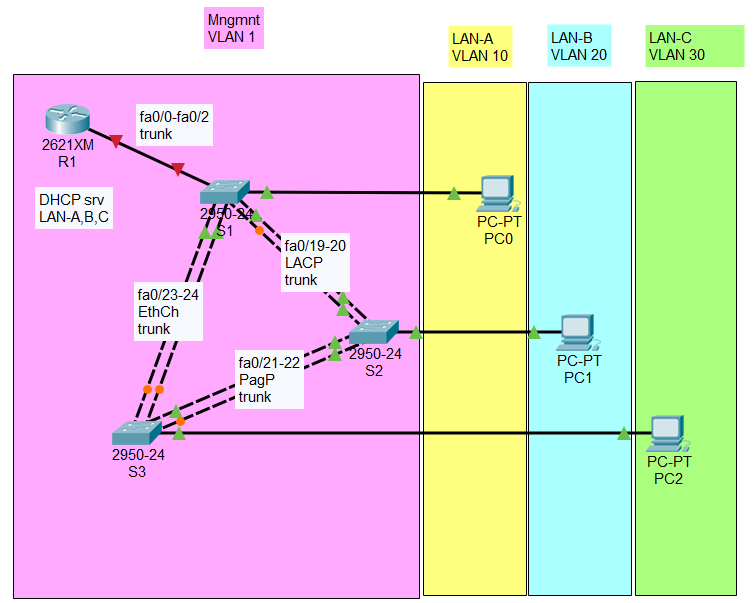 Mngmnt
VLAN 1
LAN-A
VLAN 10
LAN-B
VLAN 20
LAN-C
VLAN 30
fa0/0-fa0/2
trunk
2621XM
R1
DHCP srv
LAN-A,B,C
2950-24
S1
PC-PT
PC0
fa0/19-20
LACP
trunk
fa0/23-24
EthCh
trunk
2950-24
S2
PC-PT
PC1
fa0/21-22
PagP
trunk
2950-24
S3
PC-PT
PC2